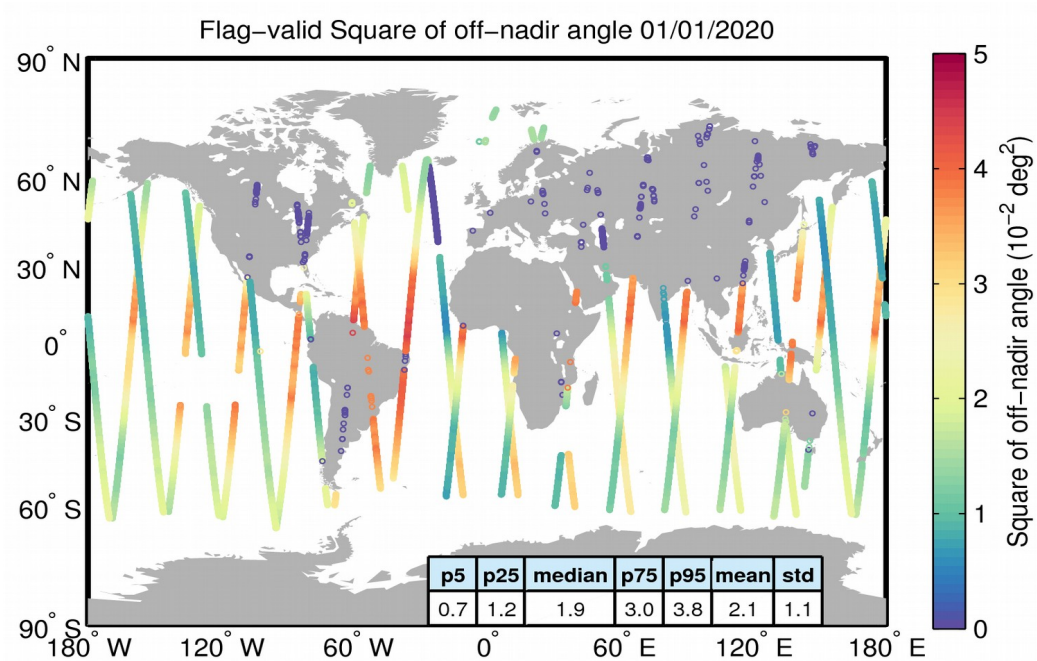 Flag−valid Square of off−nadir angle 01/01/2020
90° N
60° N
30° N
0°
30° S
60° S
90° S
180° W
120° W
60° W
0°
60° E
120° E
180° E
p5 p25 median p75 p95 mean std
0.7 1.2 1.9 3.0 3.8 2.1 1.1
5
4
3
2
1
0
Square of off−nadir angle (10⁻² deg²)